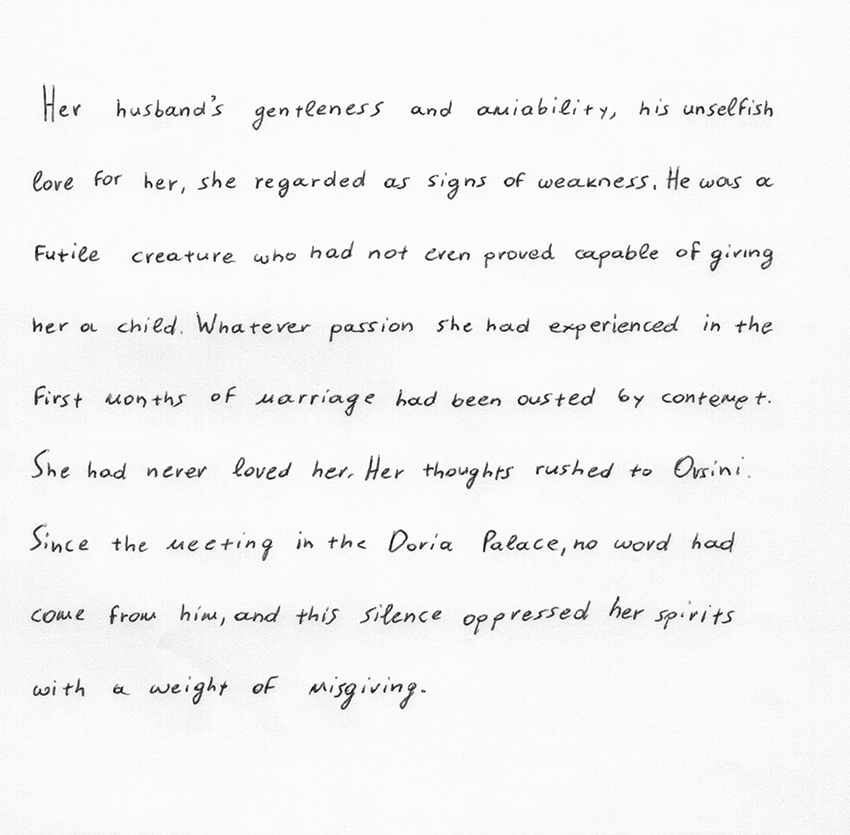 Her husband's gentleness and amiability, his unselfish
love for her, she regarded as signs of weakness. He was a
futile creature who had not even proved capable of giving
her a child. Whatever passion she had experienced in the
first months of marriage had been ousted by contempt.
She had never loved her. Her thoughts rushed to Orsini.
Since the meeting in the Doria Palace, no word had
come from him, and this silence oppressed her spirits
with a weight of misgiving.